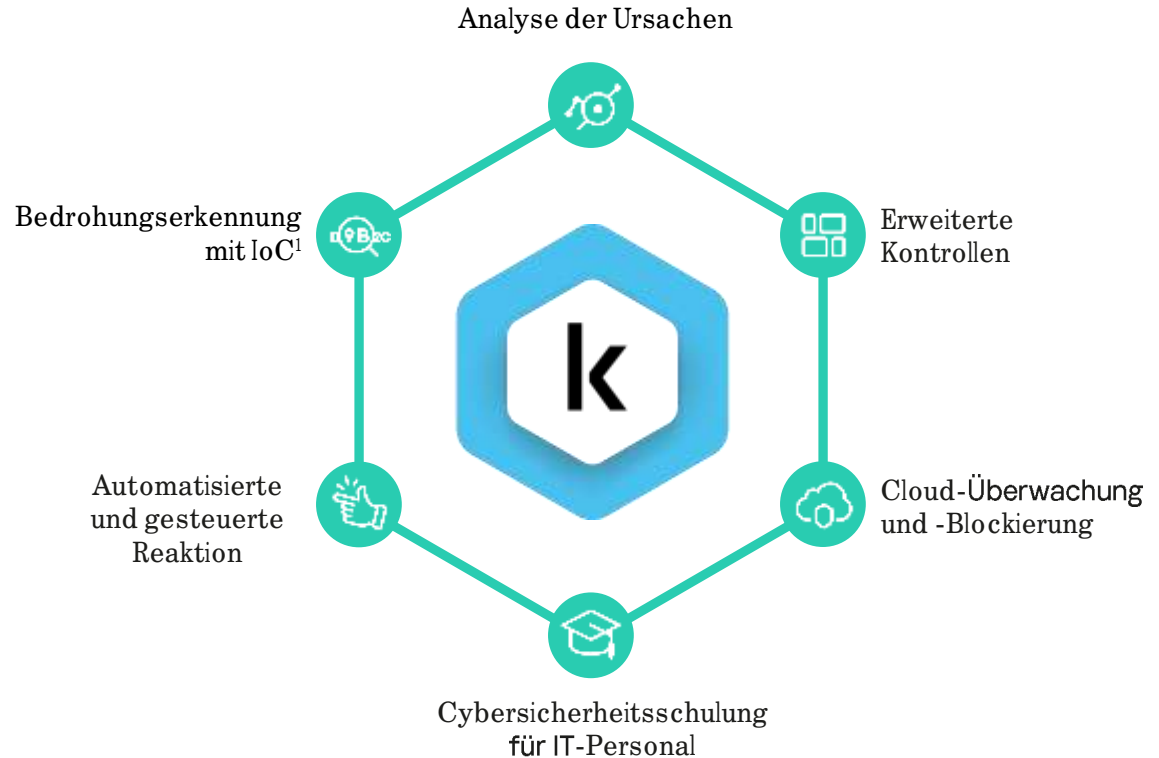 Analyse der Ursachen
Bedrohungserkennung
mit IoC¹
Erweiterte
Kontrollen
k
Automatisierte
und gesteuerte
Reaktion
Cloud-Überwachung
und -Blockierung
Cybersicherheitsschulung
für IT-Personal